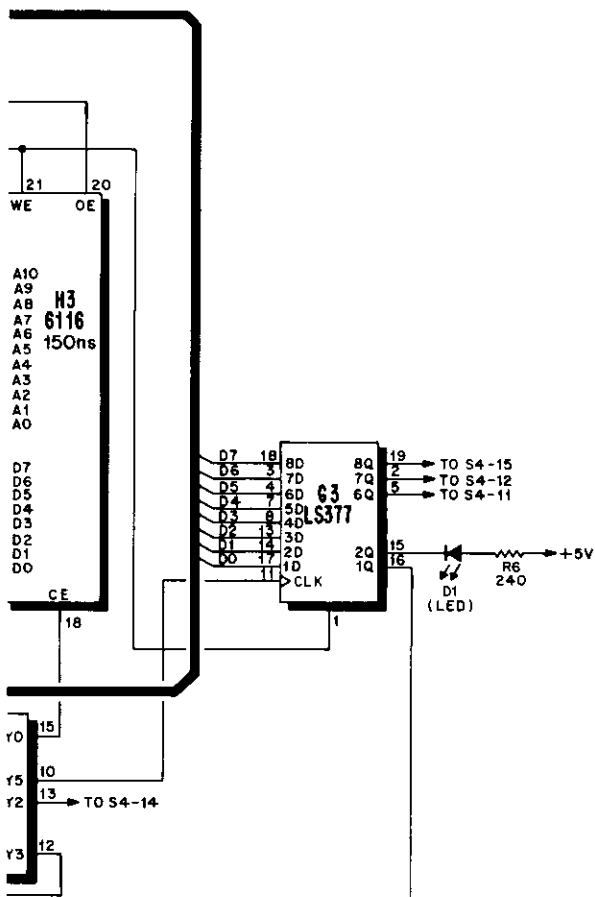 21
20
WE
OE
A10
A9
A8
A7
A6
A5
A4
A3
A2
A1
A0
H3
6116
150ns
D7
D6
D5
D4
D3
D2
D1
D0
CE
18
D7 18 8D
D6 3 7D
D5 4 6D
D4 7 5D
D3 8 4D
D2 13 3D
D1 14 2D
D0 17 1D
11 CLK
G3
LS377
8Q 19 TO S4-15
7Q 2 TO S4-12
6Q 5 TO S4-11
2Q 15
1Q 16
1
D1
(LED)
R6
240
+5V
Y0 15
Y5 10
Y2 13 TO S4-14
Y3 12